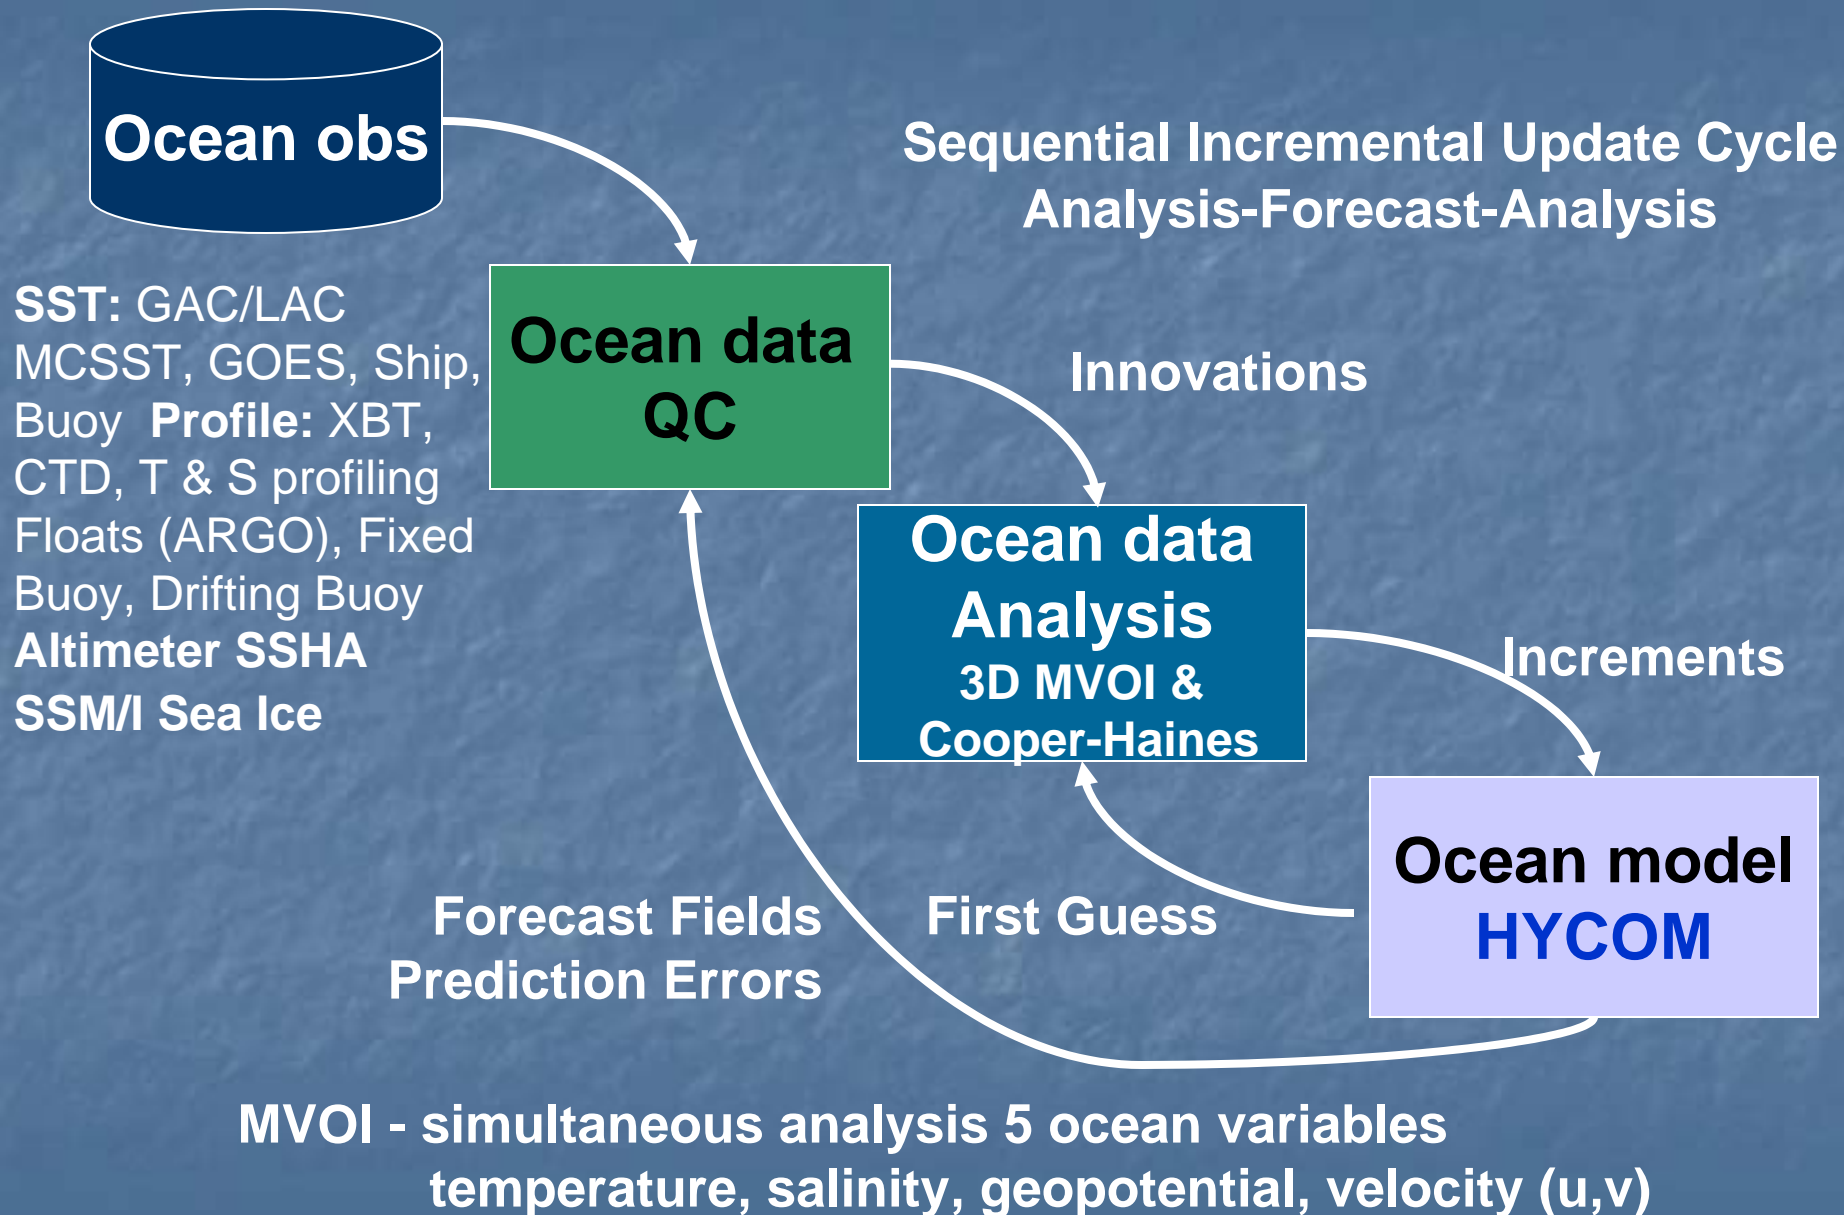 Ocean obs
Sequential Incremental Update Cycle
Analysis-Forecast-Analysis
SST: GAC/LAC
MCSST, GOES, Ship,
Buoy  Profile: XBT,
CTD, T & S profiling
Floats (ARGO), Fixed
Buoy, Drifting Buoy
Altimeter SSHA
SSM/I Sea Ice
Ocean data
QC
Innovations
Ocean data
Analysis
3D MVOI &
Cooper-Haines
Increments
Ocean model
HYCOM
Forecast Fields
Prediction Errors
First Guess
MVOI - simultaneous analysis 5 ocean variables
temperature, salinity, geopotential, velocity (u,v)